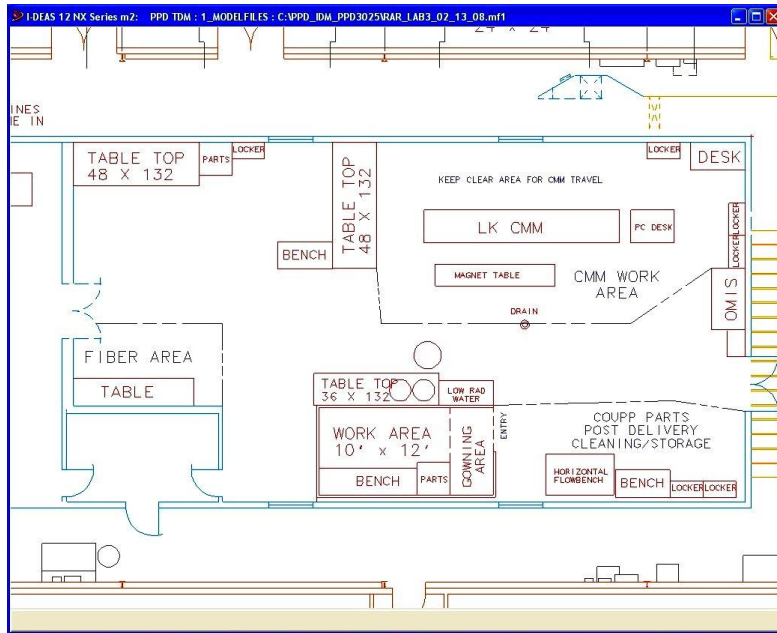 I-DEAS 12 NX Series m2: PPD TDM : 1_MODELFILES : C:\PPD_IDM_PPD3025\RAR_LAB3_02_13_08.mf1
24 X 24
INES
E IN
TABLE TOP
48 X 132
PARTS
LOCKER
TABLE TOP
48 X 132
LOCKER
DESK
KEEP CLEAR AREA FOR CMM TRAVEL
LK CMM
PC DESK
LOCKER
LOCKER
BENCH
MAGNET TABLE
CMM WORK
AREA
OMIS
DRAIN
FIBER AREA
TABLE
TABLE TOP
36 X 132
LOW RAD
WATER
WORK AREA
10' x 12'
GOWNING
AREA
ENTRY
BENCH
PARTS
COUPP PARTS
POST DELIVERY
CLEANING/STORAGE
HORIZONTAL
FLOWBENCH
BENCH
LOCKER
LOCKER